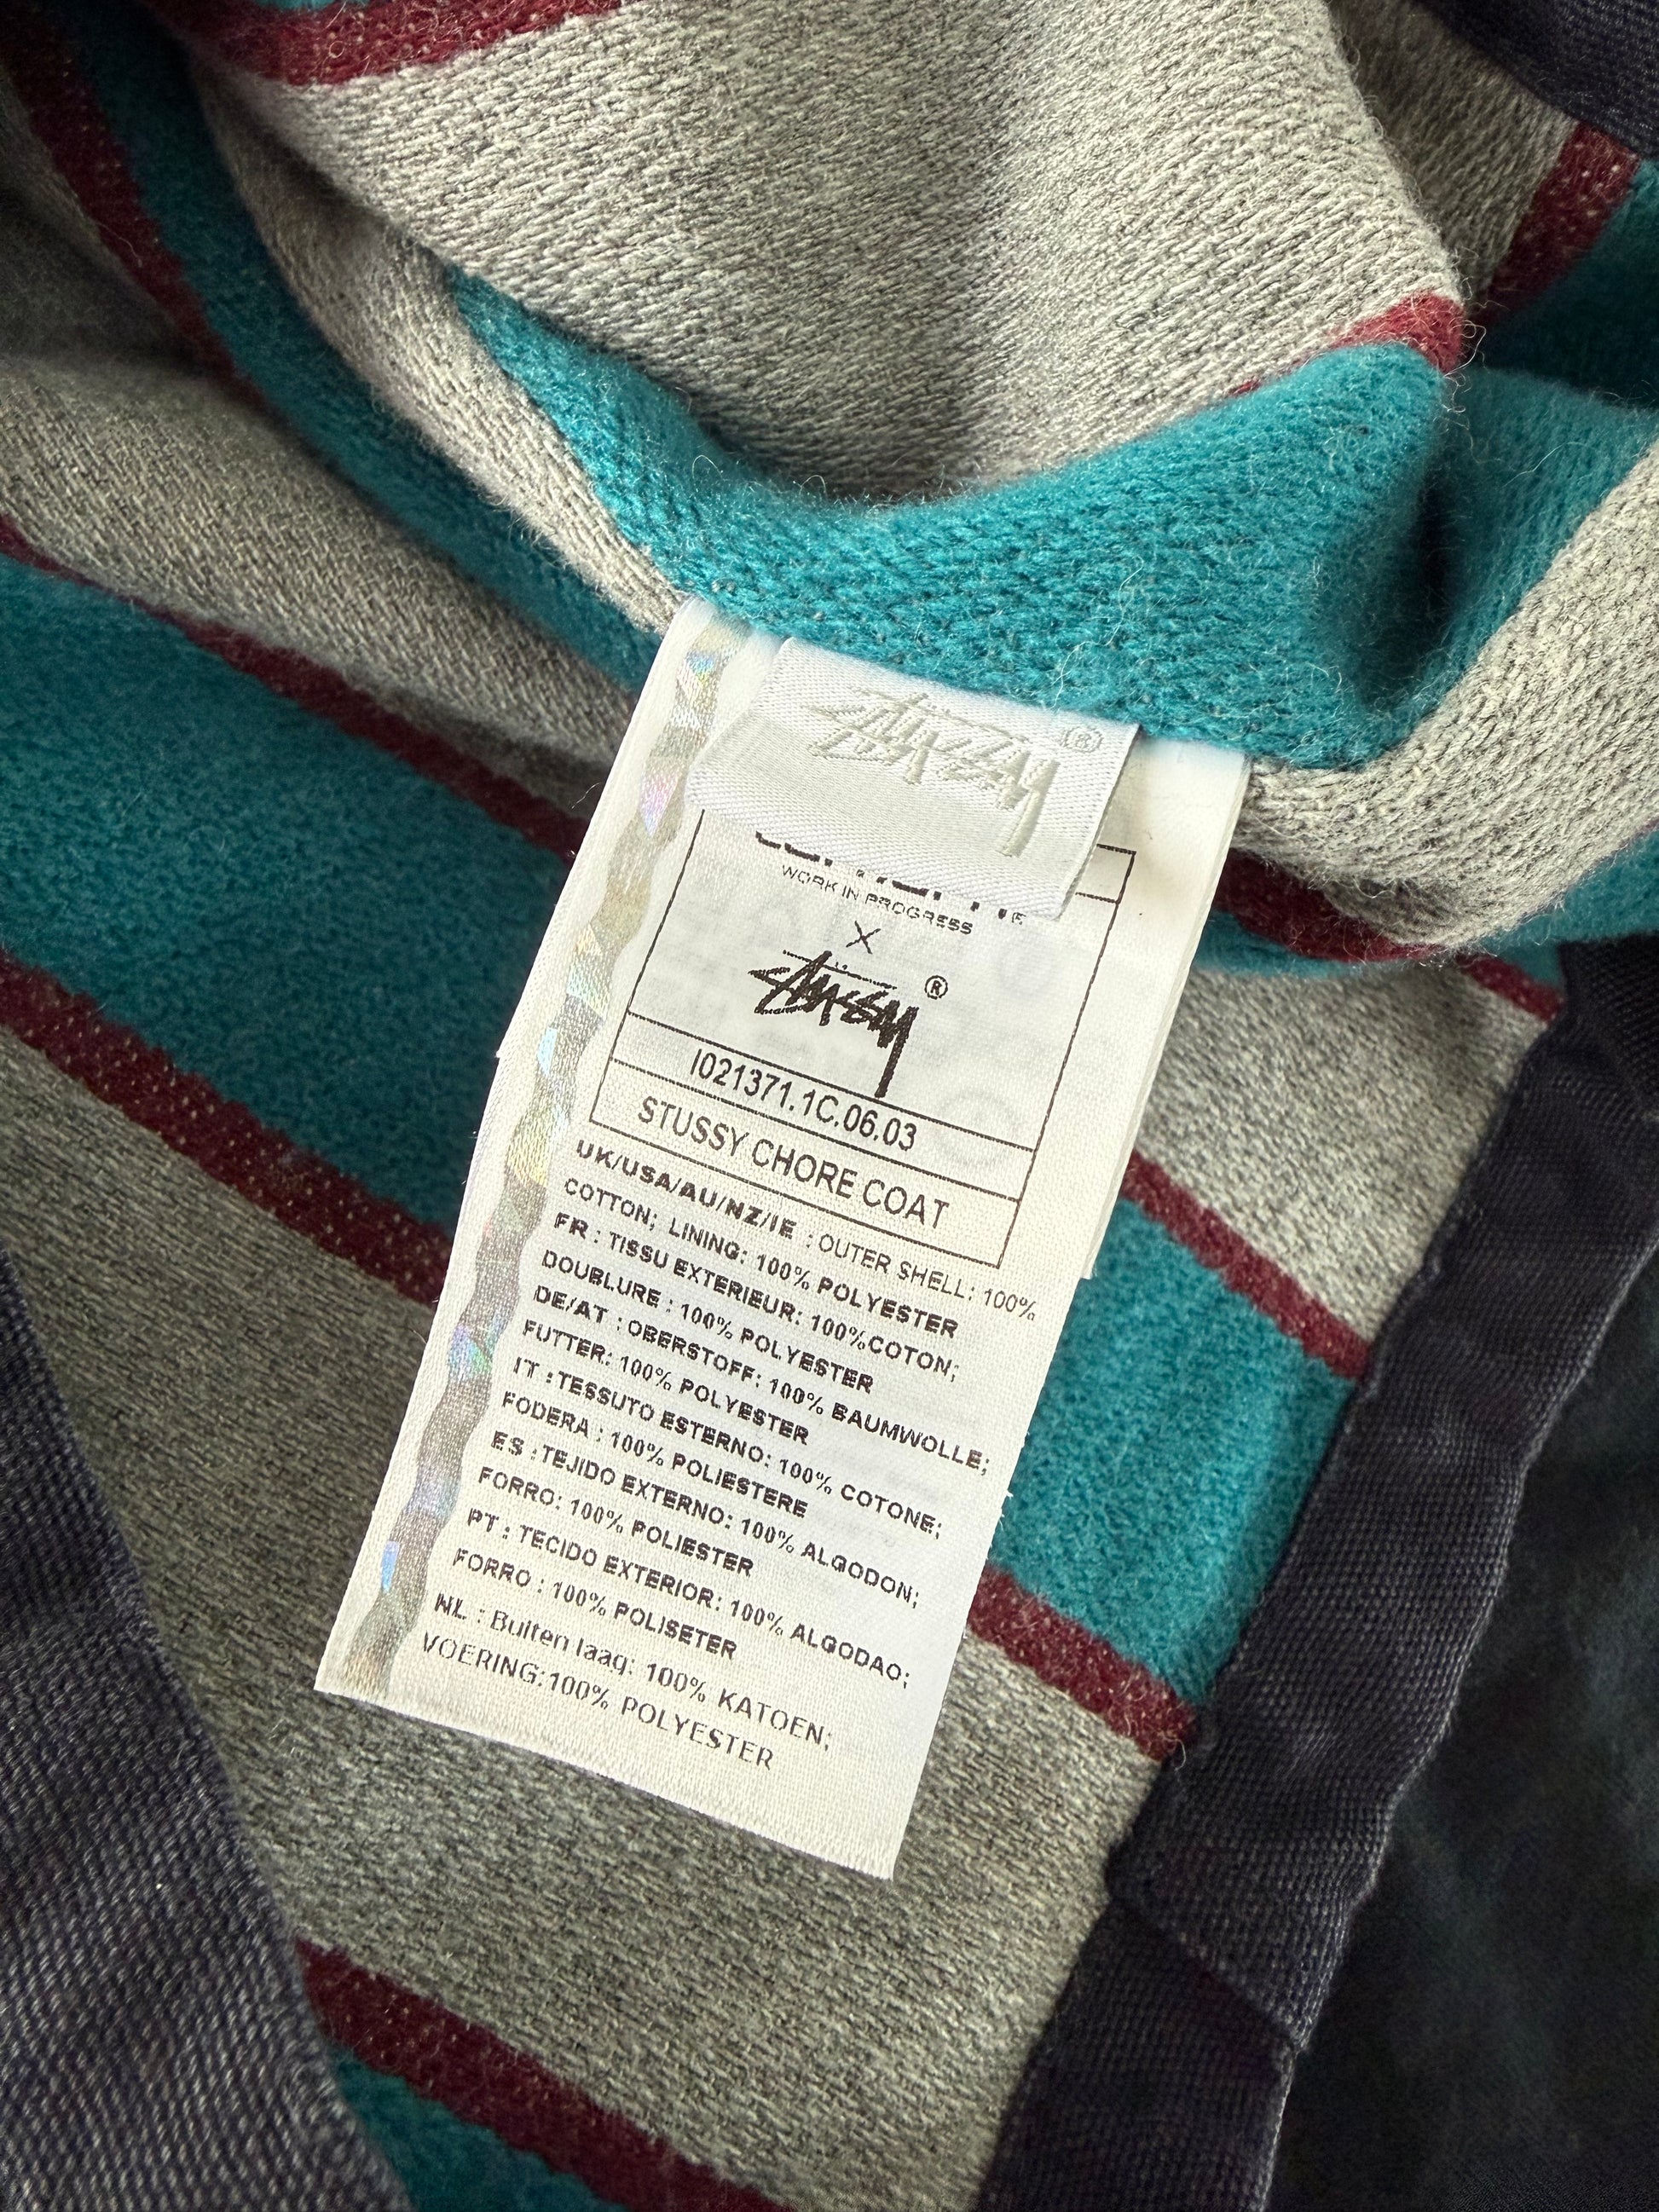 Stüssy ®
WORK IN PROGRESS
X
Stüssy ®
I021371.1C.06.03
STUSSY CHORE COAT
UK/USA/AU/NZ/IE : OUTER SHELL: 100%
COTTON; LINING: 100% POLYESTER
FR : TISSU EXTERIEUR: 100%COTON;
DOUBLURE : 100% POLYESTER
DE/AT : OBERSTOFF: 100% BAUMWOLLE;
FUTTER: 100% POLYESTER
IT : TESSUTO ESTERNO: 100% COTONE;
FODERA : 100% POLIESTERE
ES : TEJIDO EXTERNO: 100% ALGODON;
FORRO: 100% POLIESTER
PT : TECIDO EXTERIOR: 100% ALGODAO;
FORRO : 100% POLISETER
NL : Buiten laag: 100% KATOEN;
VOERING:100% POLYESTER